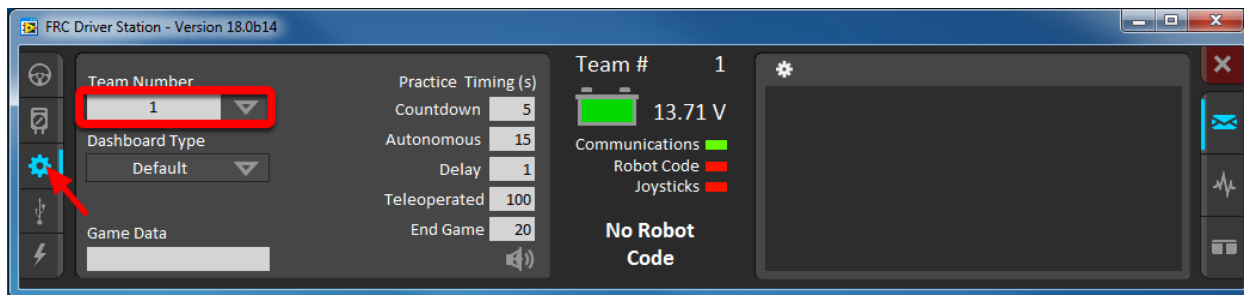 FRC Driver Station - Version 18.0b14
Team Number
1
Dashboard Type
Default
Game Data
Practice Timing (s)
Countdown 5
Autonomous 15
Delay 1
Teleoperated 100
End Game 20
Team # 1
13.71 V
Communications
Robot Code
Joysticks
No Robot
Code